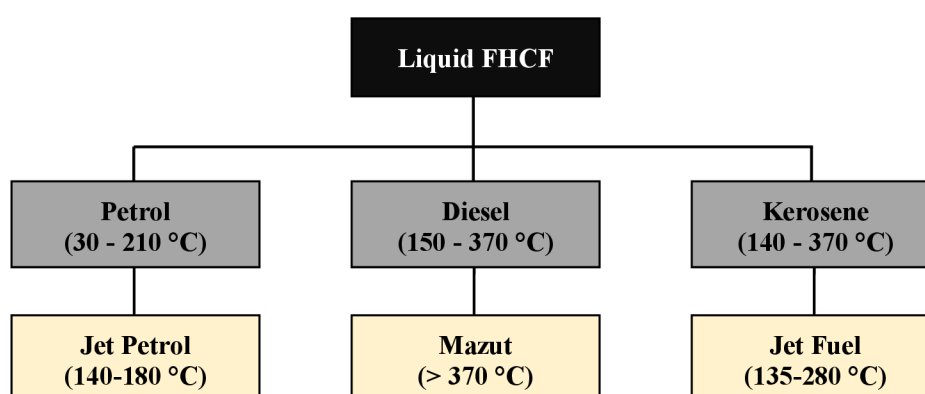 Liquid FHCF
Petrol
(30 - 210 °C)
Diesel
(150 - 370 °C)
Kerosene
(140 - 370 °C)
Jet Petrol
(140-180 °C)
Mazut
(> 370 °C)
Jet Fuel
(135-280 °C)